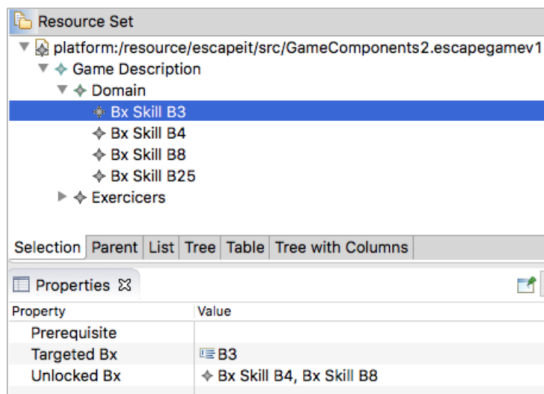 Resource Set
platform:/resource/escapeit/src/GameComponents2.escapegamev1
Game Description
Domain
Bx Skill B3
Bx Skill B4
Bx Skill B8
Bx Skill B25
Exercicers
Selection Parent List Tree Table Tree with Columns
Properties
Property Value
Prerequisite
Targeted Bx B3
Unlocked Bx Bx Skill B4, Bx Skill B8